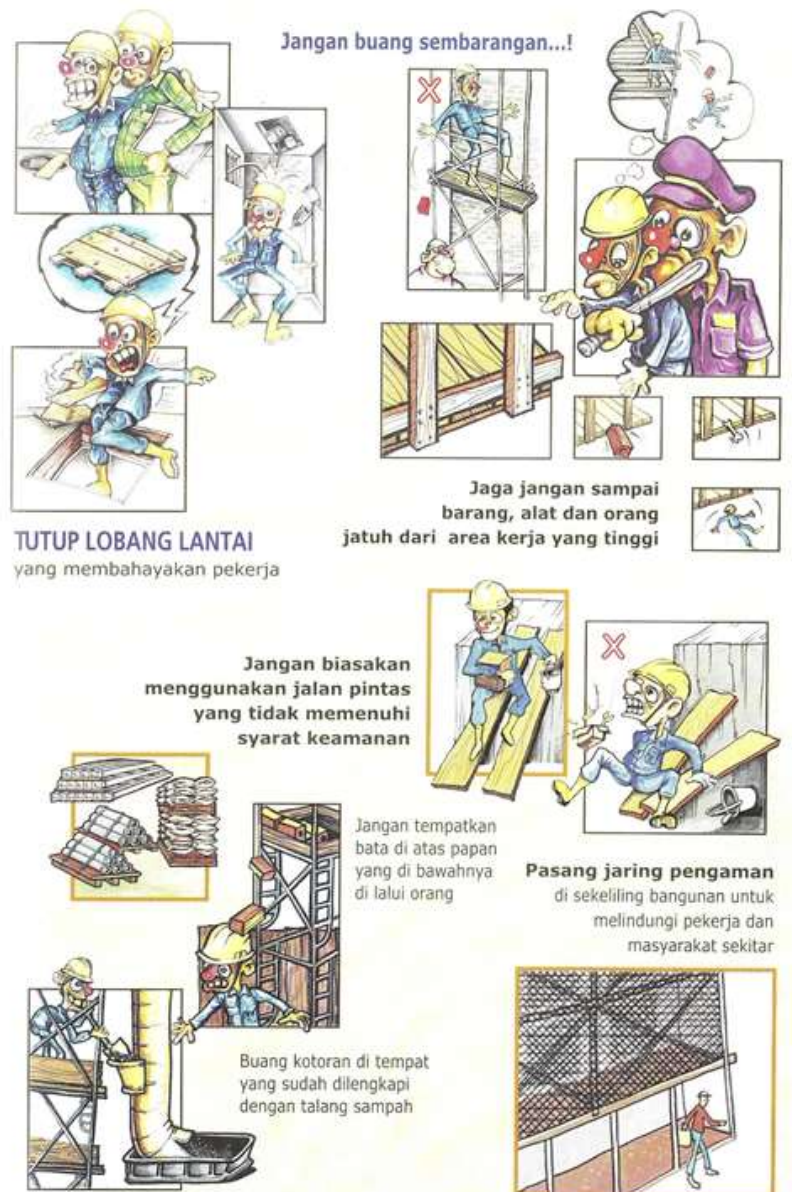 Jangan buang sembarangan...!
TUTUP LOBANG LANTAI
yang membahayakan pekerja
Jaga jangan sampai
barang, alat dan orang
jatuh dari area kerja yang tinggi
Jangan biasakan
menggunakan jalan pintas
yang tidak memenuhi
syarat keamanan
Jangan tempatkan
bata di atas papan
yang di bawahnya
di lalui orang
Pasang jaring pengaman
di sekeliling bangunan untuk
melindungi pekerja dan
masyarakat sekitar
Buang kotoran di tempat
yang sudah dilengkapi
dengan talang sampah